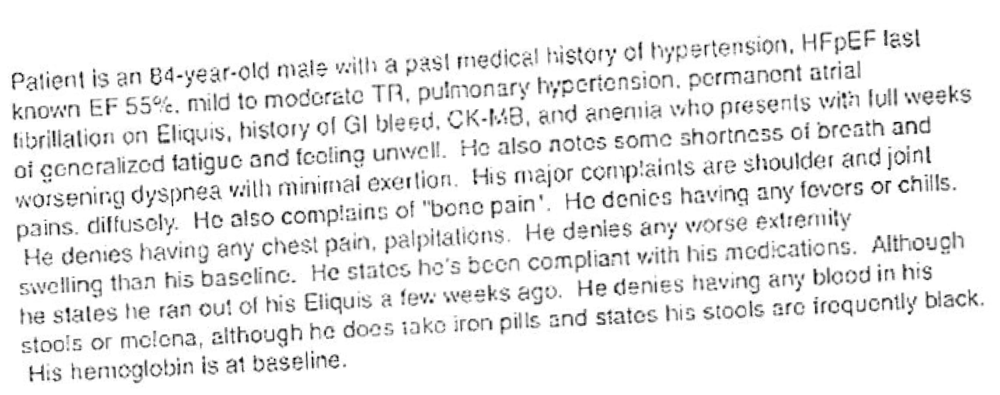 Patient is an 84-year-old male with a past medical history of hypertension, HFpEF last
known EF 55%, mild to moderate TR, pulmonary hypertension, permanent atrial
fibrillation on Eliquis, history of GI bleed, CK-MB, and anemia who presents with full weeks
of generalized fatigue and feeling unwell.  He also notes some shortness of breath and
worsening dyspnea with minimal exertion.  His major complaints are shoulder and joint
pains, diffusely.  He also complains of "bone pain".  He denies having any fevers or chills.
He denies having any chest pain, palpitations.  He denies any worse extremity
swelling than his baseline.  He states he's been compliant with his medications.  Although
he states he ran out of his Eliquis a few weeks ago.  He denies having any blood in his
stools or melena, although he does take iron pills and states his stools are frequently black.
His hemoglobin is at baseline.